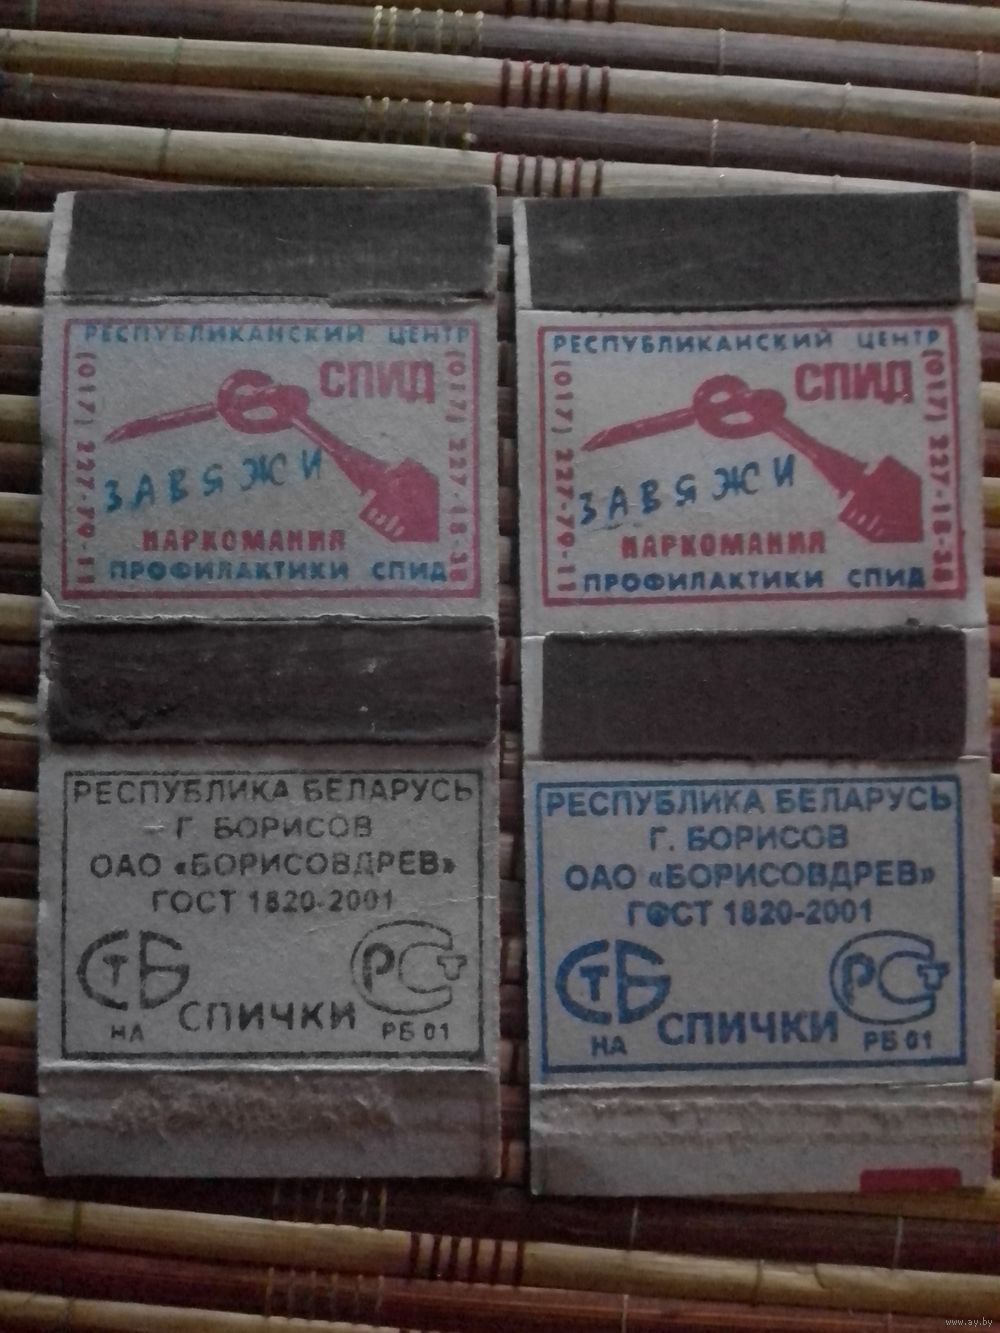 РЕСПУБЛИКАНСКИЙ ЦЕНТР
СПИД
(017) 227-79-11
(017) 227-18-38
ЗАВЯЖИ
НАРКОМАНИЯ
ПРОФИЛАКТИКИ СПИД
РЕСПУБЛИКА БЕЛАРУСЬ
Г. БОРИСОВ
ОАО «БОРИСОВДРЕВ»
ГОСТ 1820-2001
СТБ
РСТ
СПИЧКИ
НА
РБ 01
РЕСПУБЛИКАНСКИЙ ЦЕНТР
СПИД
(017) 227-79-11
(017) 227-18-38
ЗАВЯЖИ
НАРКОМАНИЯ
ПРОФИЛАКТИКИ СПИД
РЕСПУБЛИКА БЕЛАРУСЬ
Г. БОРИСОВ
ОАО «БОРИСОВДРЕВ»
ГОСТ 1820-2001
СТБ
РСТ
СПИЧКИ
НА
РБ 01
www.ay.by